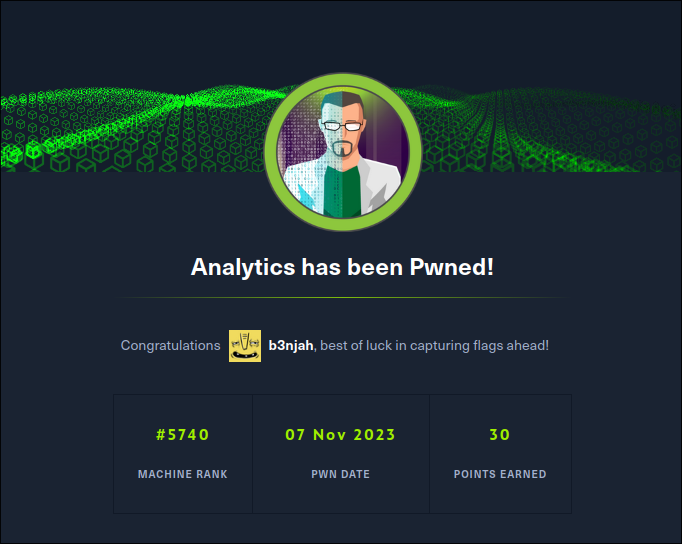 Analytics has been Pwned!
Congratulations b3njah, best of luck in capturing flags ahead!
#5740 07 Nov 2023 30
MACHINE RANK PWN DATE POINTS EARNED